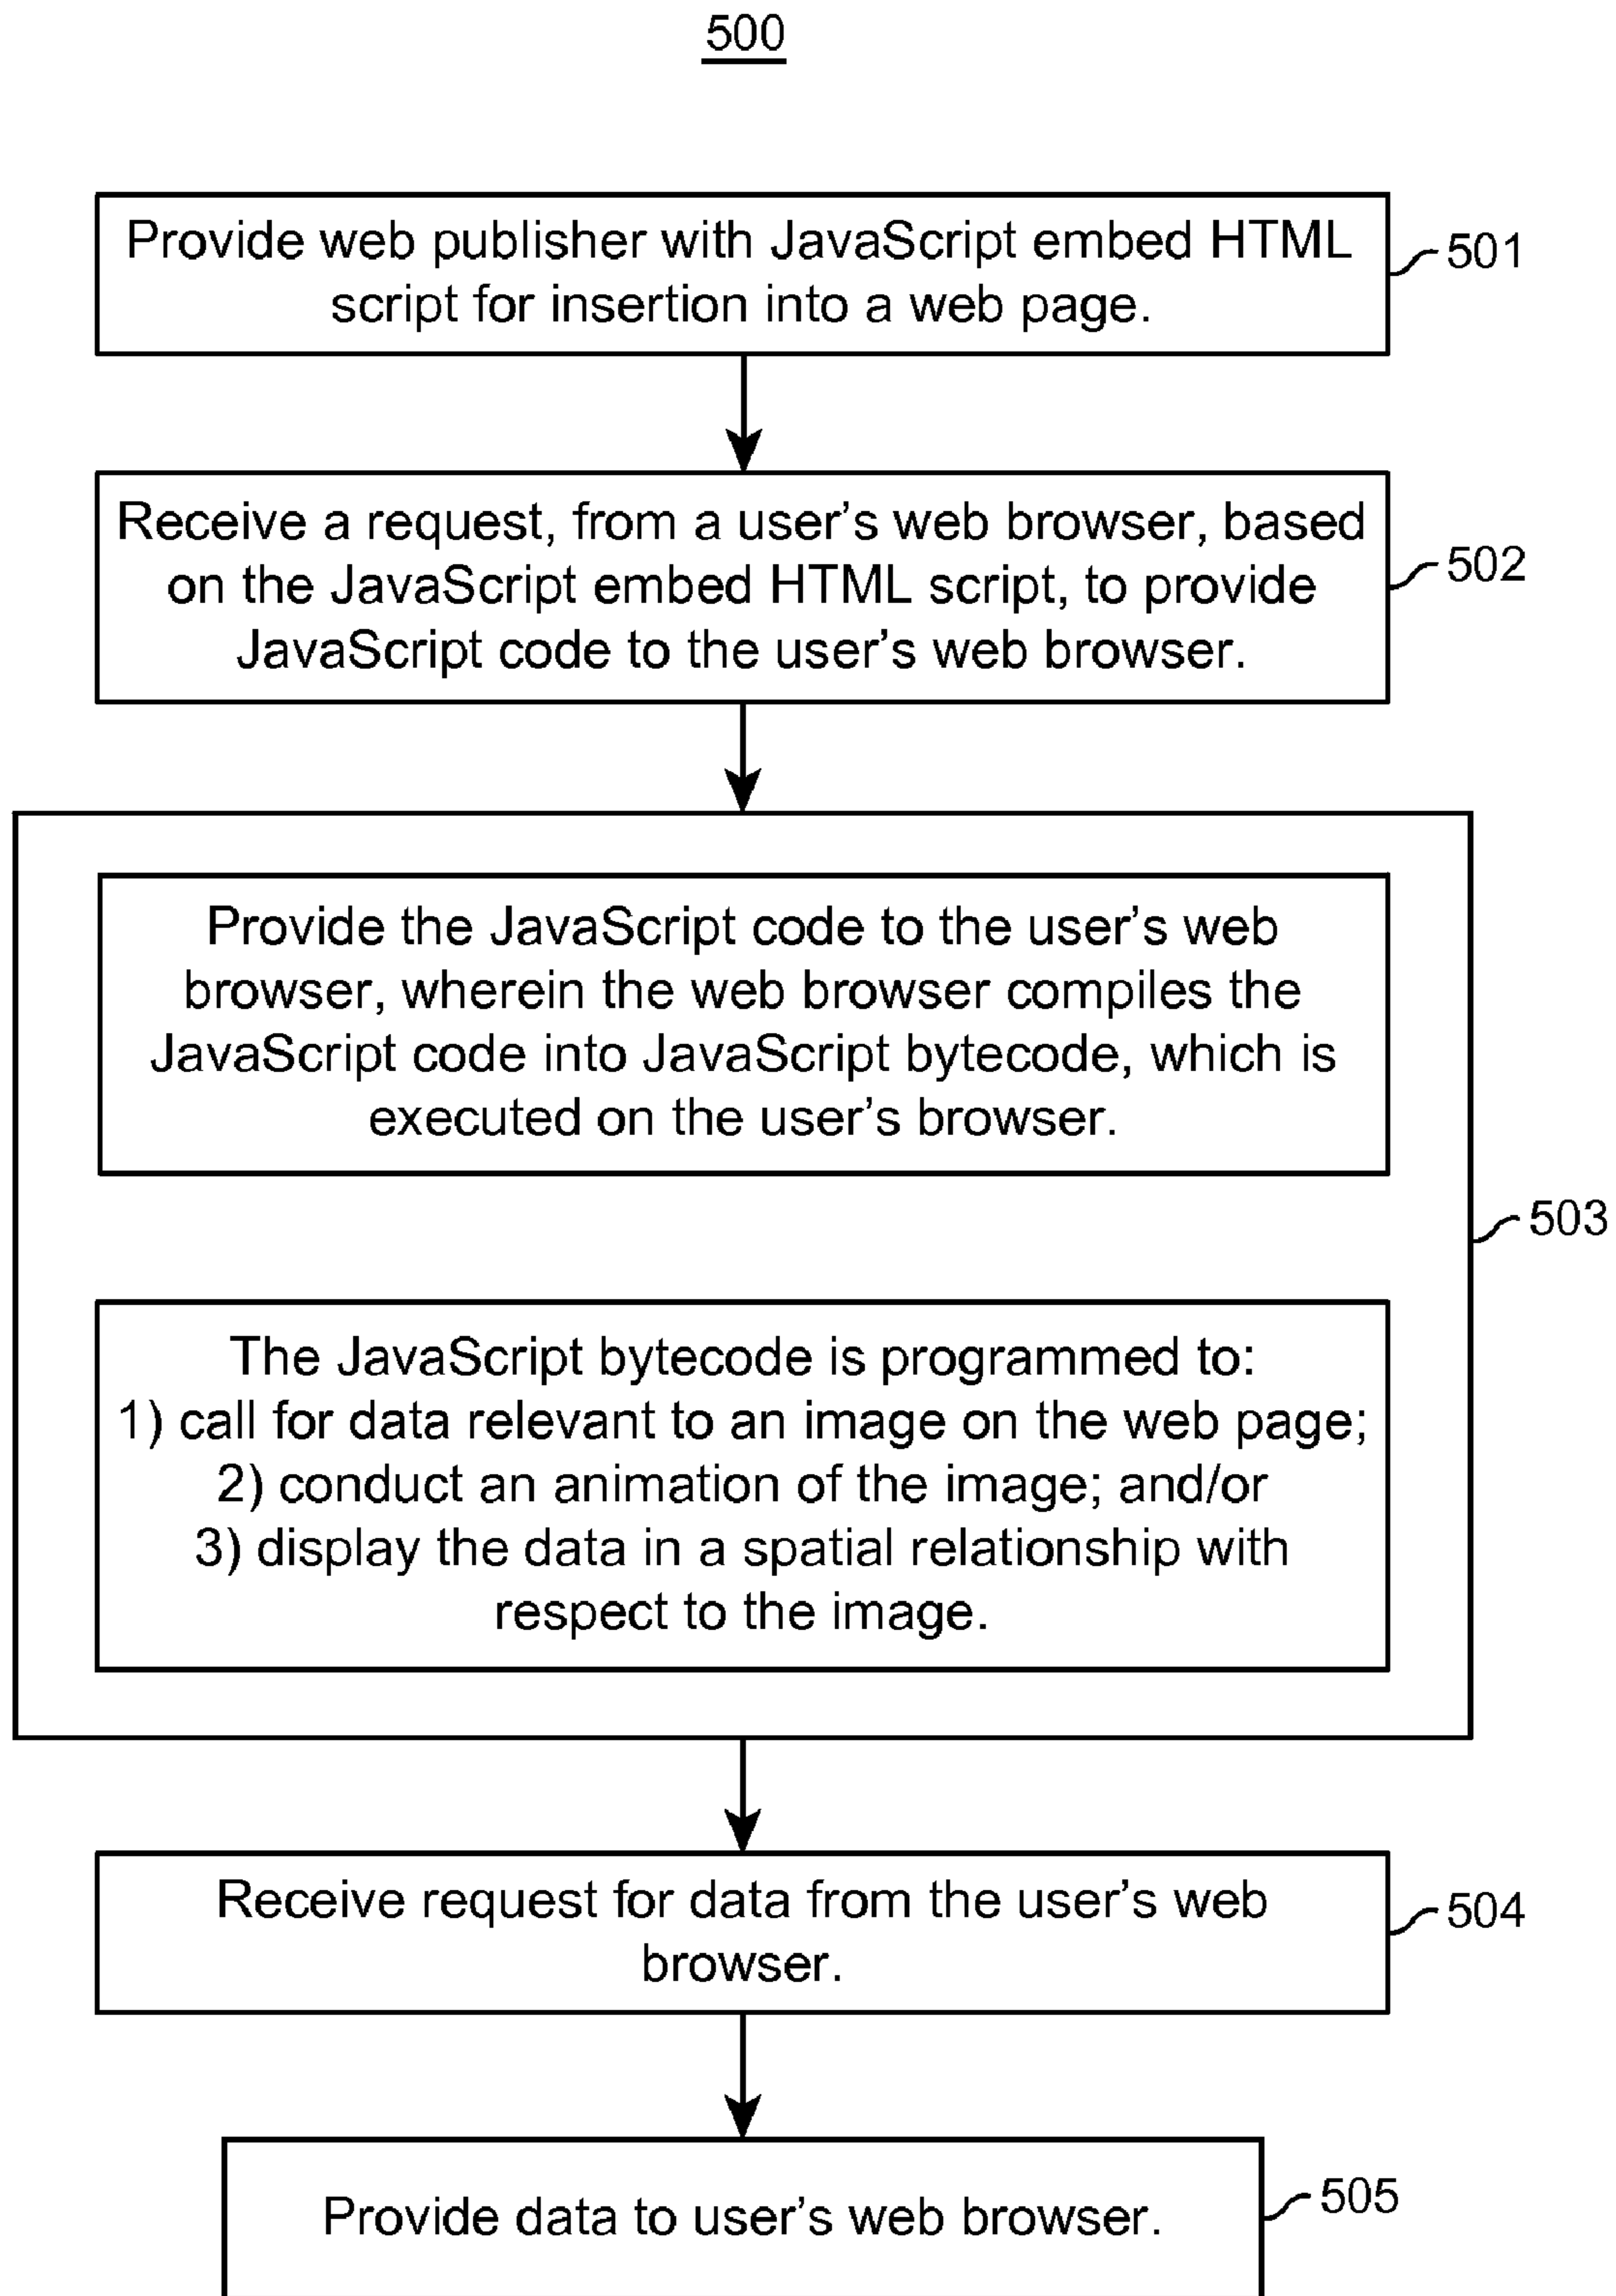 500
Provide web publisher with JavaScript embed HTML
script for insertion into a web page.
501
Receive a request, from a user's web browser, based
on the JavaScript embed HTML script, to provide
JavaScript code to the user's web browser.
502
Provide the JavaScript code to the user's web
browser, wherein the web browser compiles the
JavaScript code into JavaScript bytecode, which is
executed on the user's browser.
503
The JavaScript bytecode is programmed to:
1) call for data relevant to an image on the web page;
2) conduct an animation of the image; and/or
3) display the data in a spatial relationship with
respect to the image.
Receive request for data from the user's web
browser.
504
Provide data to user's web browser.
505